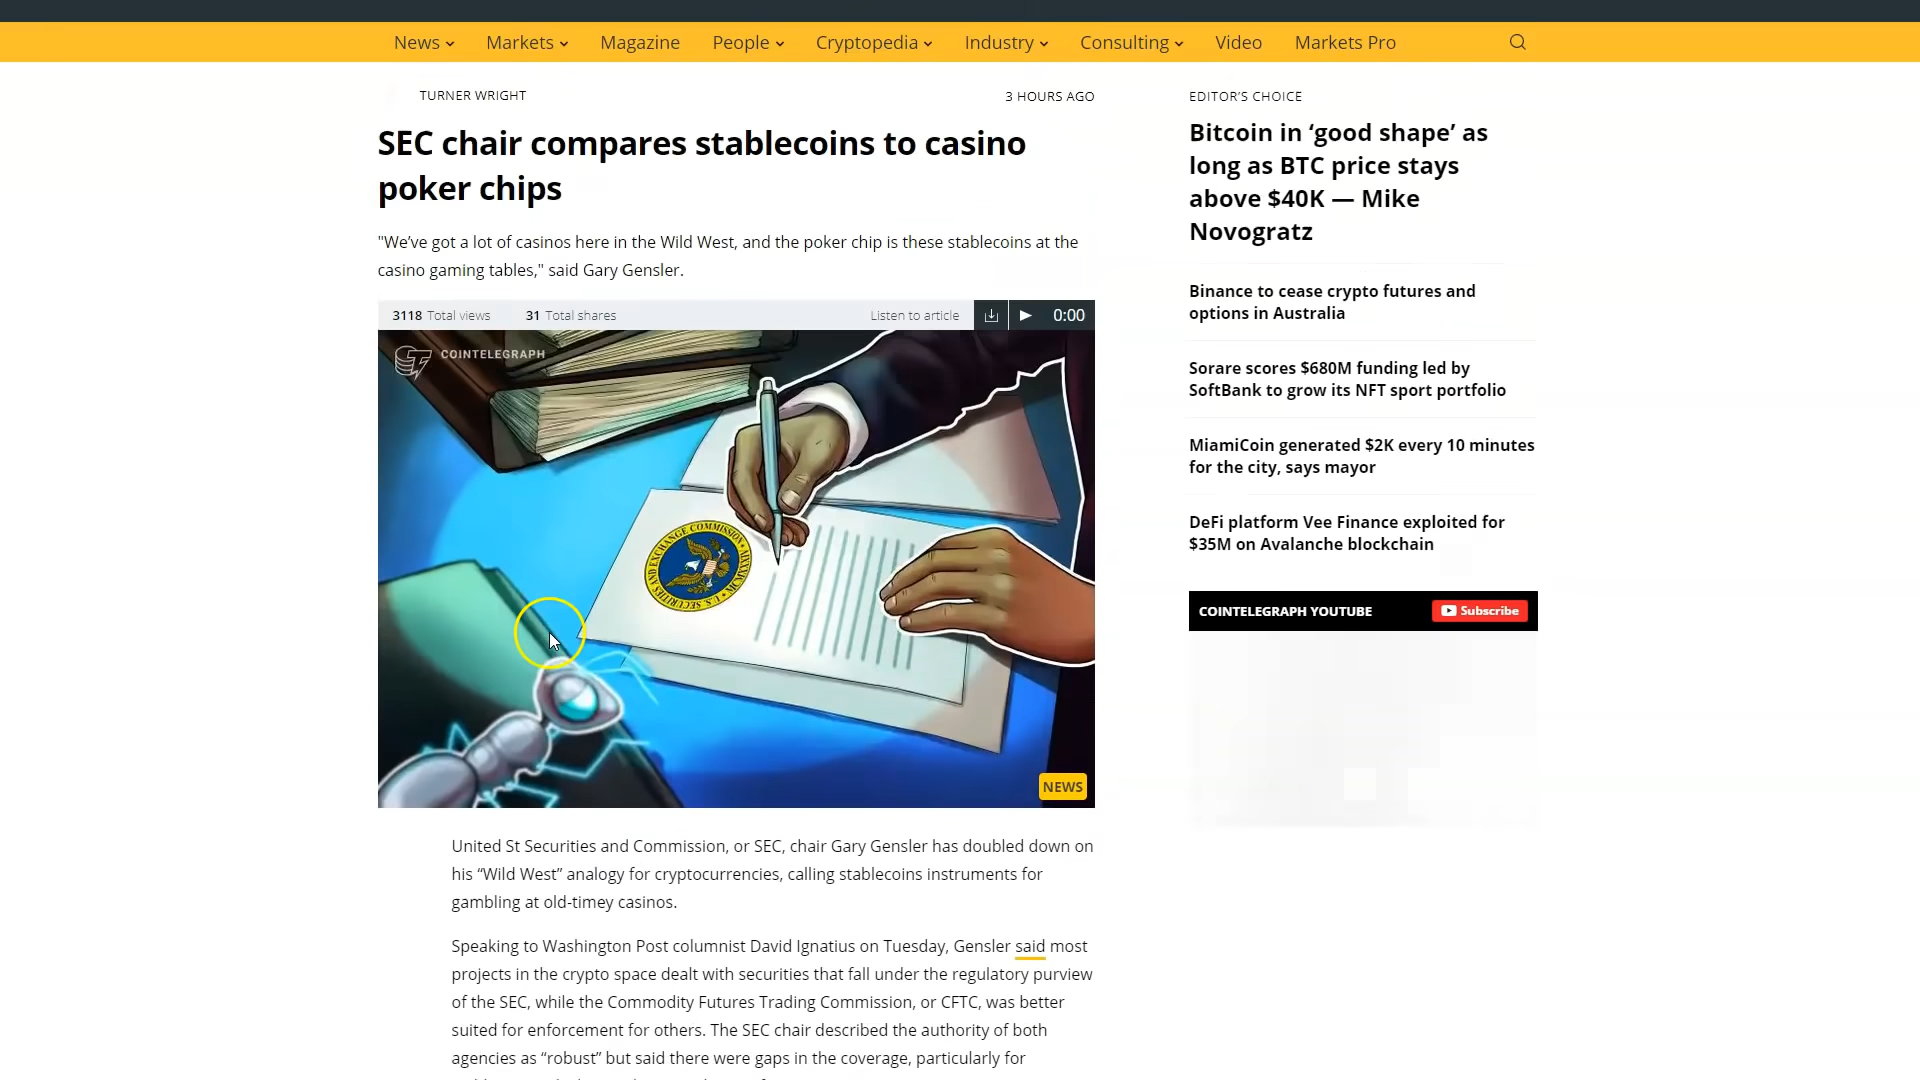 News
Markets
Magazine
People
Cryptopedia
Industry
Consulting
Video
Markets Pro
TURNER WRIGHT
3 HOURS AGO
SEC chair compares stablecoins to casino
poker chips
"We’ve got a lot of casinos here in the Wild West, and the poker chip is these stablecoins at the
casino gaming tables," said Gary Gensler.
3118 Total views
31 Total shares
Listen to article
0:00
COINTELEGRAPH
U.S. SECURITIES AND EXCHANGE COMMISSION
MCMXXXIV
NEWS
United St Securities and Commission, or SEC, chair Gary Gensler has doubled down on
his “Wild West” analogy for cryptocurrencies, calling stablecoins instruments for
gambling at old-timey casinos.
Speaking to Washington Post columnist David Ignatius on Tuesday, Gensler said most
projects in the crypto space dealt with securities that fall under the regulatory purview
of the SEC, while the Commodity Futures Trading Commission, or CFTC, was better
suited for enforcement for others. The SEC chair described the authority of both
agencies as “robust” but said there were gaps in the coverage, particularly for
EDITOR’S CHOICE
Bitcoin in ‘good shape’ as
long as BTC price stays
above $40K — Mike
Novogratz
Binance to cease crypto futures and
options in Australia
Sorare scores $680M funding led by
SoftBank to grow its NFT sport portfolio
MiamiCoin generated $2K every 10 minutes
for the city, says mayor
DeFi platform Vee Finance exploited for
$35M on Avalanche blockchain
COINTELEGRAPH YOUTUBE
Subscribe